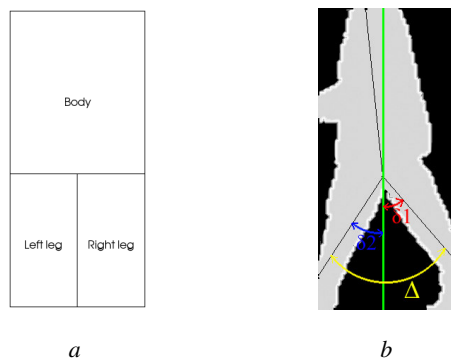 Body
Left leg Right leg
δ1
δ2
Δ
a b